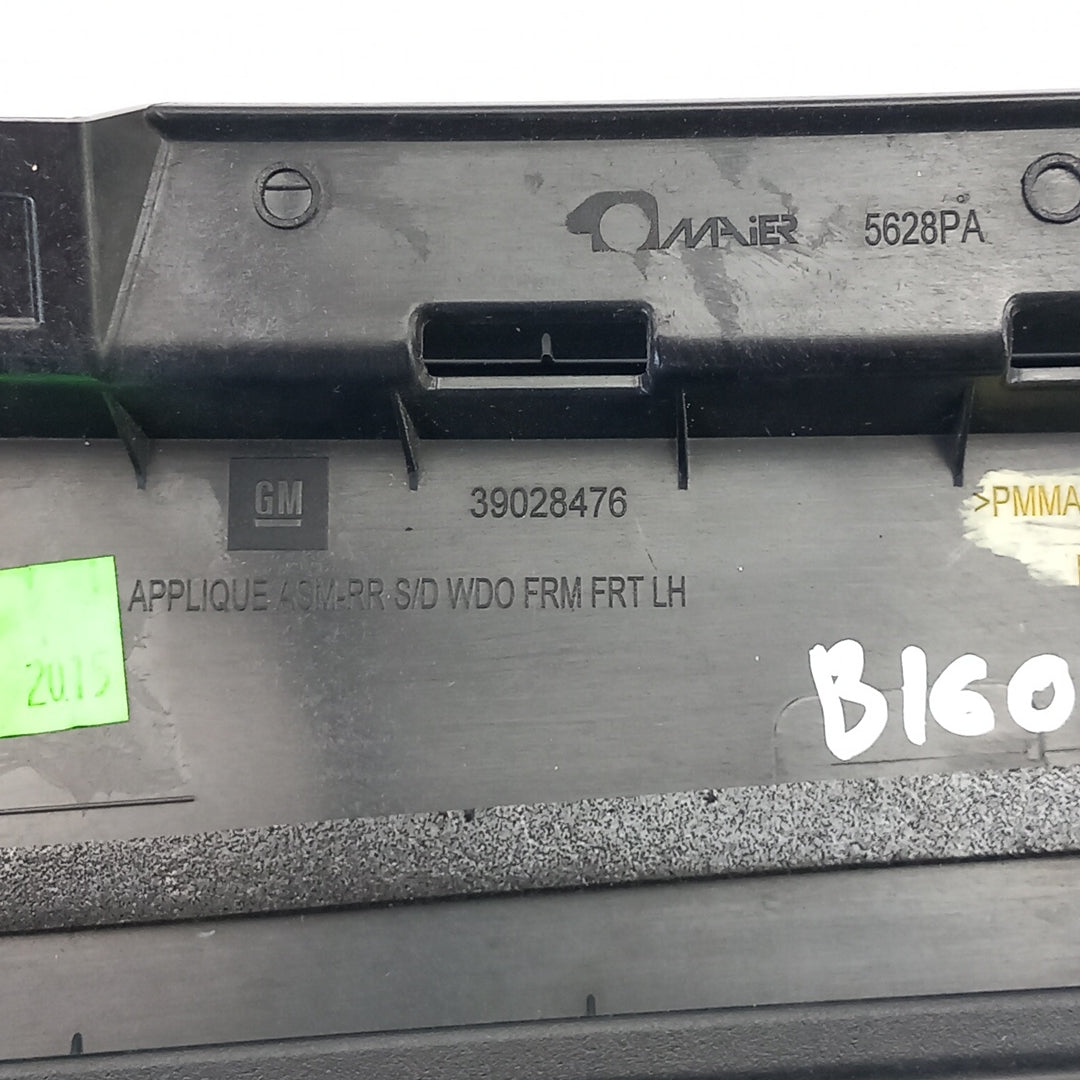 MAIER 5628PA
GM 39028476
>PMMA
APPLIQUE ASM-RR S/D WDO FRM FRT LH
2015
B160